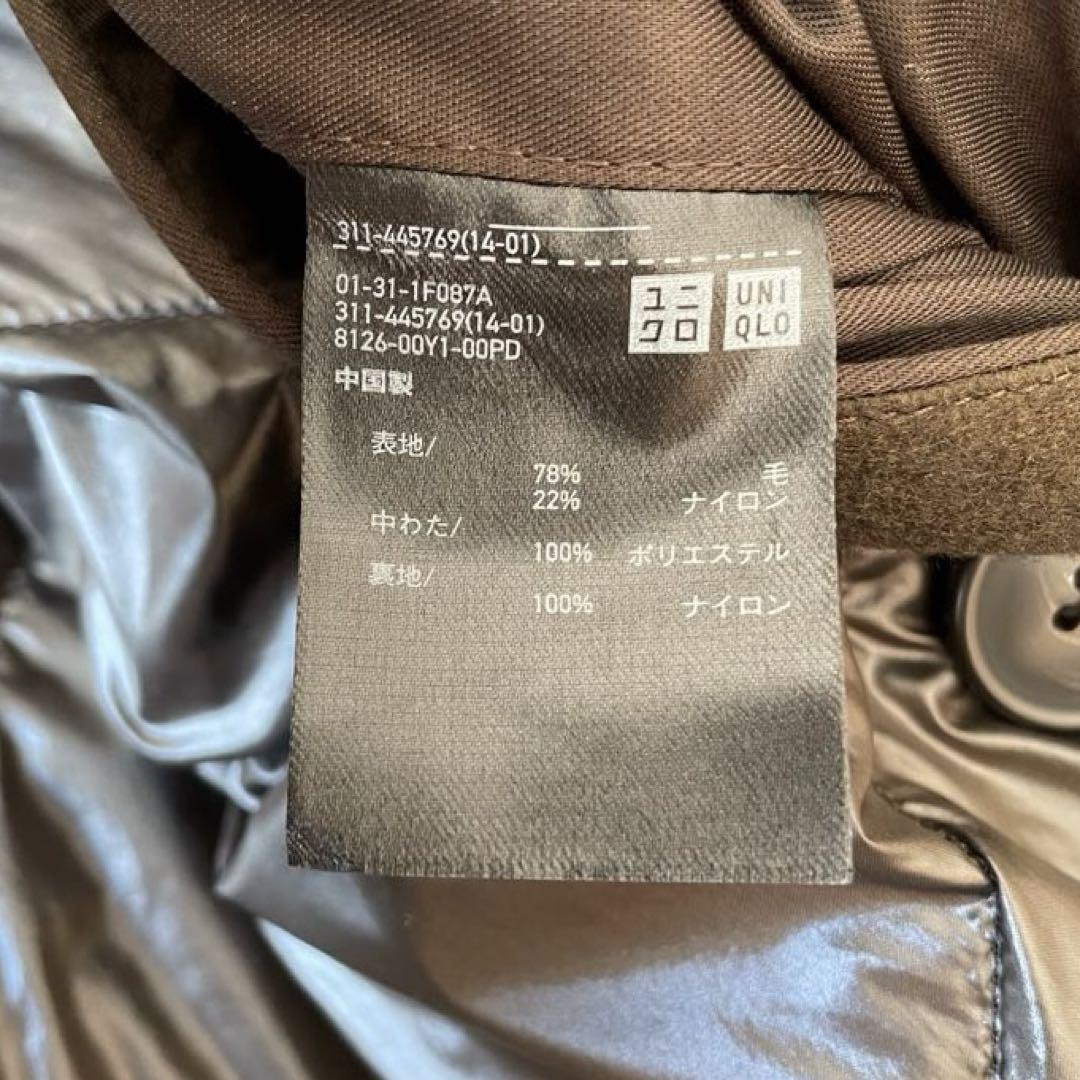 311-445769(14-01)
01-31-1F087A
311-445769(14-01)
8126-00Y1-00PD
中国製
ユニ
クロ
UNI
QLO
表地/
78% 毛
22% ナイロン
中わた/
100% ポリエステル
裏地/
100% ナイロン